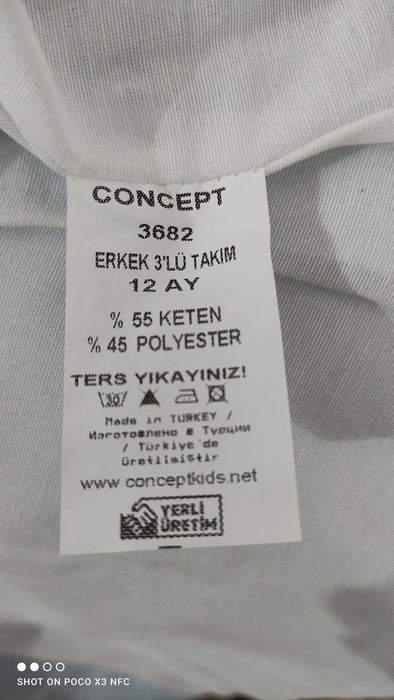 CONCEPT
3682
ERKEK 3'LÜ TAKIM
12 AY
% 55 KETEN
% 45 POLYESTER
TERS YIKAYINIZ!
30
Made in TURKEY /
Изготовлено в Турции
/ Türkiye'de
üretilmiştir
www.conceptkids.net
YERLİ
ÜRETİM
SHOT ON POCO X3 NFC